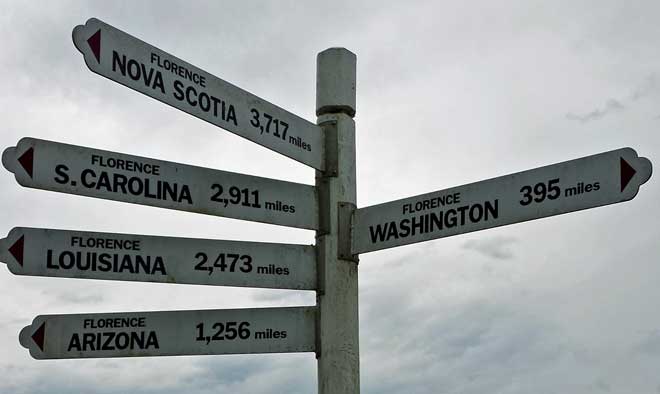 FLORENCE
NOVA SCOTIA 3,717 miles
FLORENCE
S. CAROLINA 2,911 miles
FLORENCE
WASHINGTON 395 miles
FLORENCE
LOUISIANA 2,473 miles
FLORENCE
ARIZONA 1,256 miles